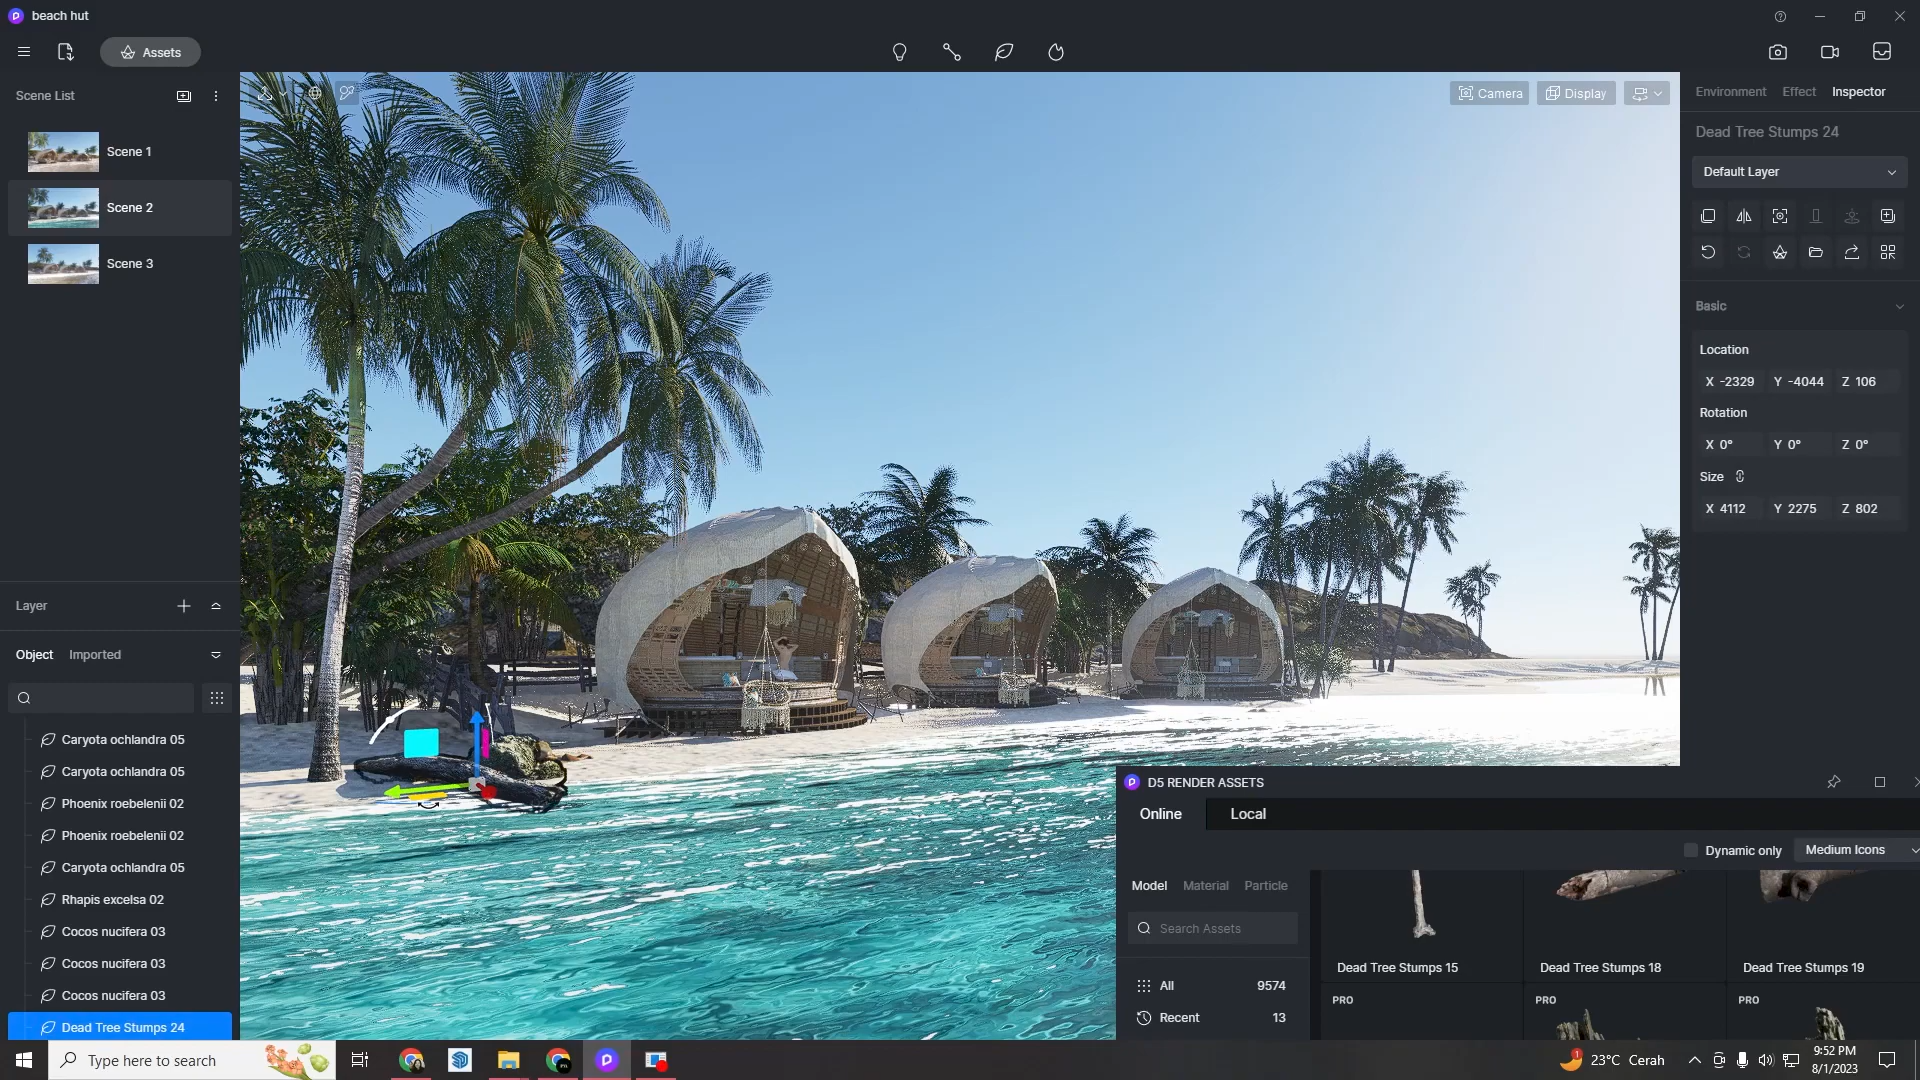 beach hut
Assets
Scene List
Scene 1
Scene 2
Scene 3
Layer
Object Imported
Caryota ochlandra 05
Caryota ochlandra 05
Phoenix roebelenii 02
Phoenix roebelenii 02
Caryota ochlandra 05
Rhapis excelsa 02
Cocos nucifera 03
Cocos nucifera 03
Cocos nucifera 03
Dead Tree Stumps 24
Camera Display
Environment Effect Inspector
Dead Tree Stumps 24
Default Layer
Basic
Location
X -2329 Y -4044 Z 106
Rotation
X 0° Y 0° Z 0°
Size
X 4112 Y 2275 Z 802
D5 RENDER ASSETS
Online Local
Dynamic only Medium Icons
Model Material Particle
Search Assets
All 9574
Recent 13
Dead Tree Stumps 15 Dead Tree Stumps 18 Dead Tree Stumps 19
PRO PRO PRO
Type here to search
1
23°C Cerah
9:52 PM
8/1/2023